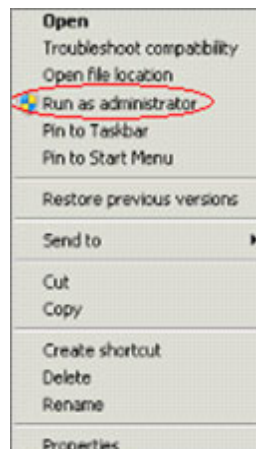 Open
Troubleshoot compatibility
Open file location
Run as administrator
Pin to Taskbar
Pin to Start Menu
Restore previous versions
Send to
Cut
Copy
Create shortcut
Delete
Rename
Properties